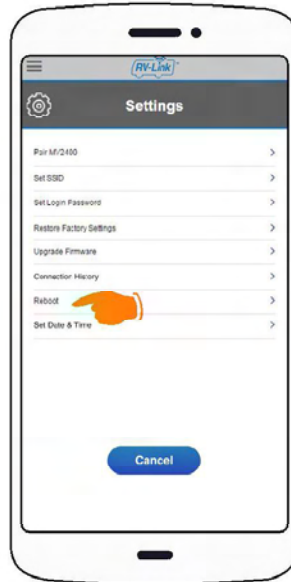 RV-Link
Settings
Pair MV2400
Set SSID
Set Login Password
Restore Factory Settings
Upgrade Firmware
Connection History
Reboot
Set Date & Time
Cancel